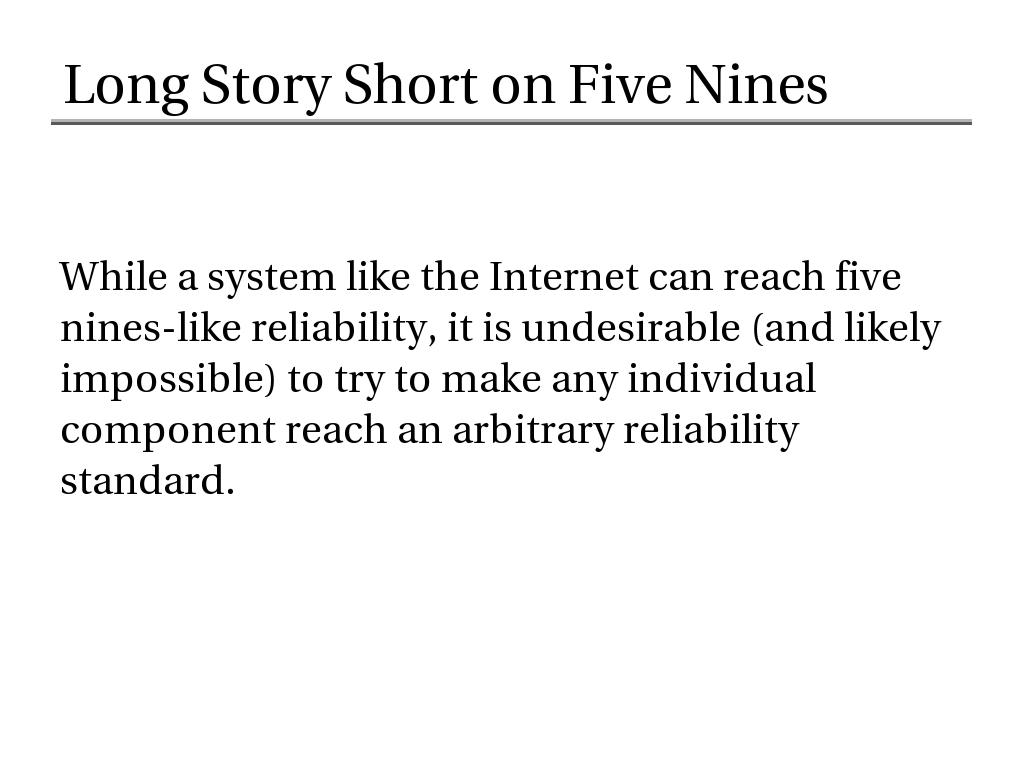 Long Story Short on Five Nines
While a system like the Internet can reach five
nines-like reliability, it is undesirable (and likely
impossible) to try to make any individual
component reach an arbitrary reliability
standard.